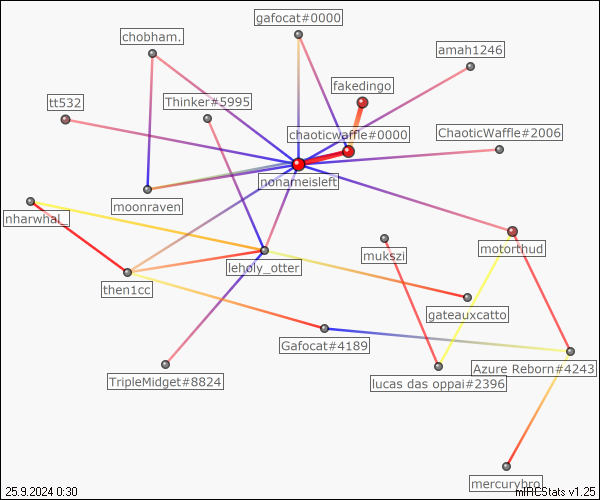 gafocat#0000
chobham.
amah1246
fakedingo
tt532
Thinker#5995
chaoticwaffle#0000
ChaoticWaffle#2006
nonameisleft
moonraven
nharwhal_
motorthud
mukszi
leholy_otter
then1cc
gateauxcatto
Gafocat#4189
Azure Reborn#4243
TripleMidget#8824
lucas das oppai#2396
mercurybro
25.9.2024 0:30
mIRCStats v1.25